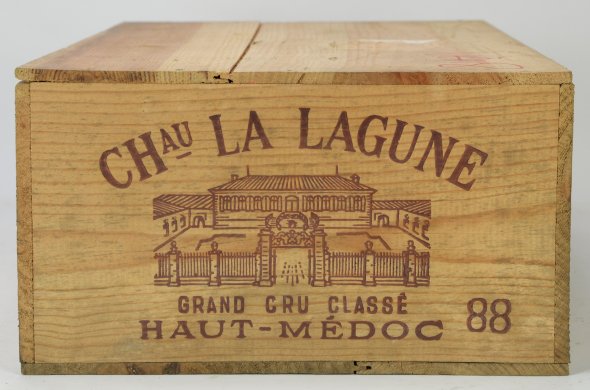 CHAU LA LAGUNE
GRAND CRU CLASSÉ
HAUT-MÉDOC 88